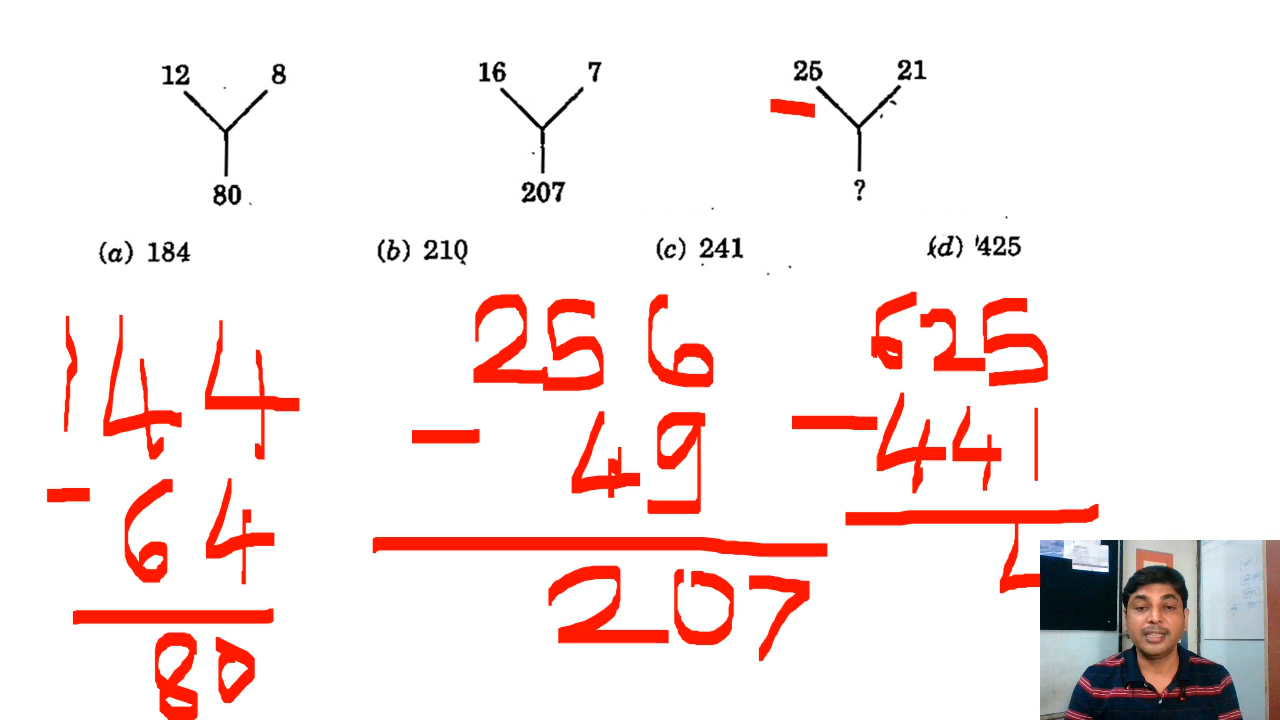 12 8 16 7 25 21
80 207 ?
(a) 184 (b) 210 (c) 241 (d) 425
144 256 625
- 64 - 49 - 441
80 207